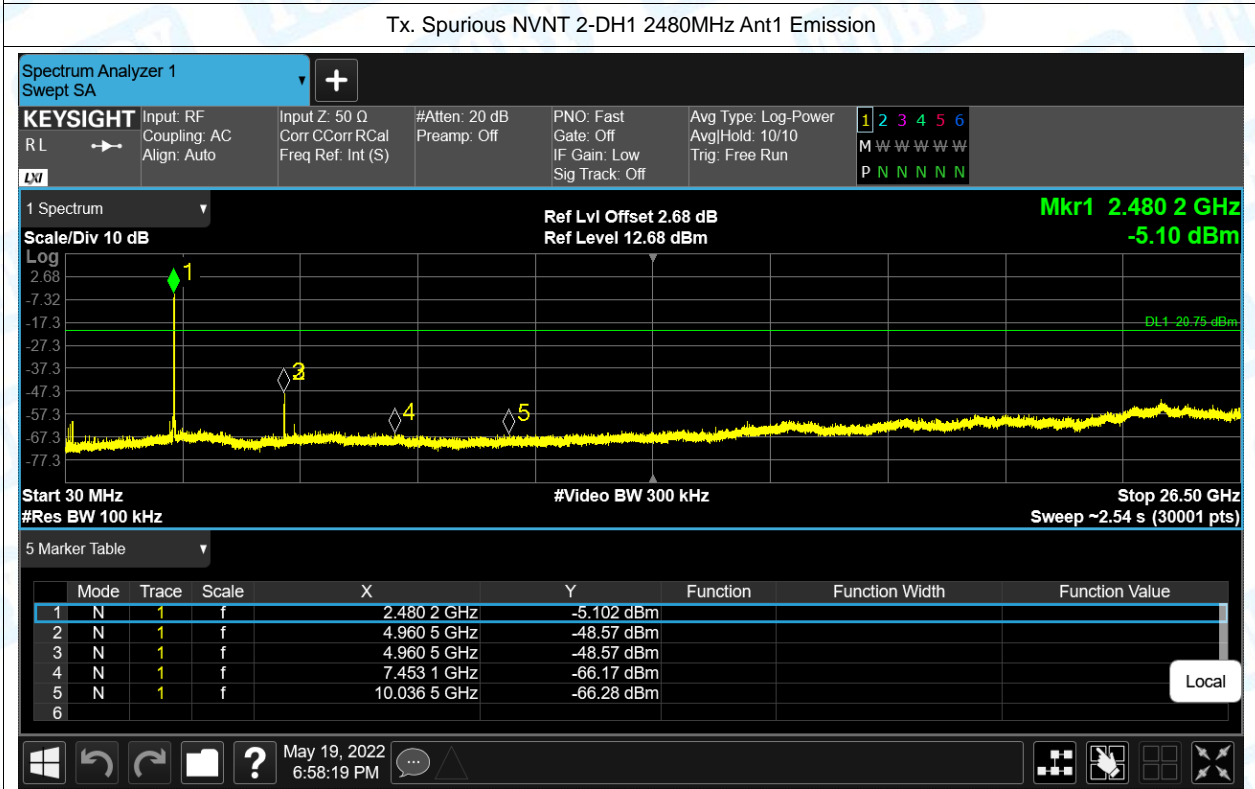 Tx. Spurious NVNT 2-DH1 2480MHz Ant1 Emission
Spectrum Analyzer 1
Swept SA
+
KEYSIGHT Input: RF Input Z: 50 Ω #Atten: 20 dB PNO: Fast Avg Type: Log-Power 1 2 3 4 5 6
RL Coupling: AC Corr CCorr RCal Preamp: Off Gate: Off Avg|Hold: 10/10 M W W W W W
Align: Auto Freq Ref: Int (S) IF Gain: Low Trig: Free Run
LXI Sig Track: Off P N N N N N
1 Spectrum Ref Lvl Offset 2.68 dB Mkr1 2.480 2 GHz
Scale/Div 10 dB Ref Level 12.68 dBm -5.10 dBm
Log
1
2.68
-7.32
-17.3 DL1 -20.75 dBm
-27.3
-37.3
3
-47.3
-57.3 4 5
-67.3
-77.3
Start 30 MHz #Video BW 300 kHz Stop 26.50 GHz
#Res BW 100 kHz Sweep ~2.54 s (30001 pts)
5 Marker Table
Mode Trace Scale X Y Function Function Width Function Value
1 N 1 f 2.480 2 GHz -5.102 dBm
2 N 1 f 4.960 5 GHz -48.57 dBm
3 N 1 f 4.960 5 GHz -48.57 dBm
4 N 1 f 7.453 1 GHz -66.17 dBm
5 N 1 f 10.036 5 GHz -66.28 dBm
6
Local
?
May 19, 2022
6:58:19 PM